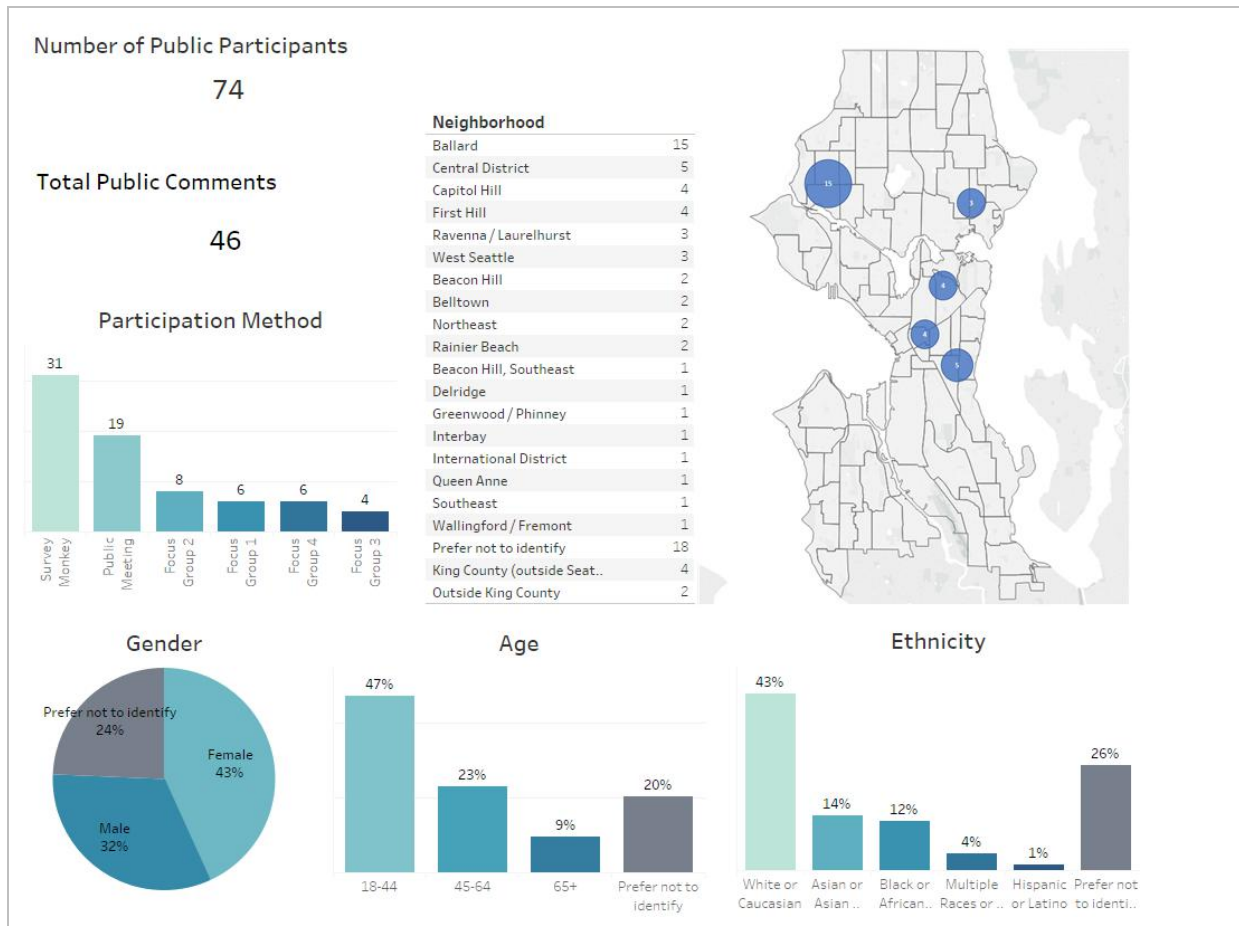 Number of Public Participants
74
Total Public Comments
46
Participation Method
31
19
8
6
6
4
Survey
Monkey
Public
Meeting
Focus
Group 2
Focus
Group 1
Focus
Group 4
Focus
Group 3
Neighborhood
Ballard 15
Central District 5
Capitol Hill 4
First Hill 4
Ravenna / Laurelhurst 3
West Seattle 3
Beacon Hill 2
Belltown 2
Northeast 2
Rainier Beach 2
Beacon Hill, Southeast 1
Delridge 1
Greenwood / Phinney 1
Interbay 1
International District 1
Queen Anne 1
Southeast 1
Wallingford / Fremont 1
Prefer not to identify 18
King County (outside Seat.. 4
Outside King County 2
15
3
4
4
5
Gender
Prefer not to identify
24%
Female
43%
Male
32%
Age
47%
23%
9%
20%
18-44
45-64
65+
Prefer not to
identify
Ethnicity
43%
14%
12%
4%
1%
26%
White or
Caucasian
Asian or
Asian ..
Black or
African..
Multiple
Races or ..
Hispanic
or Latino
Prefer not
to identi..